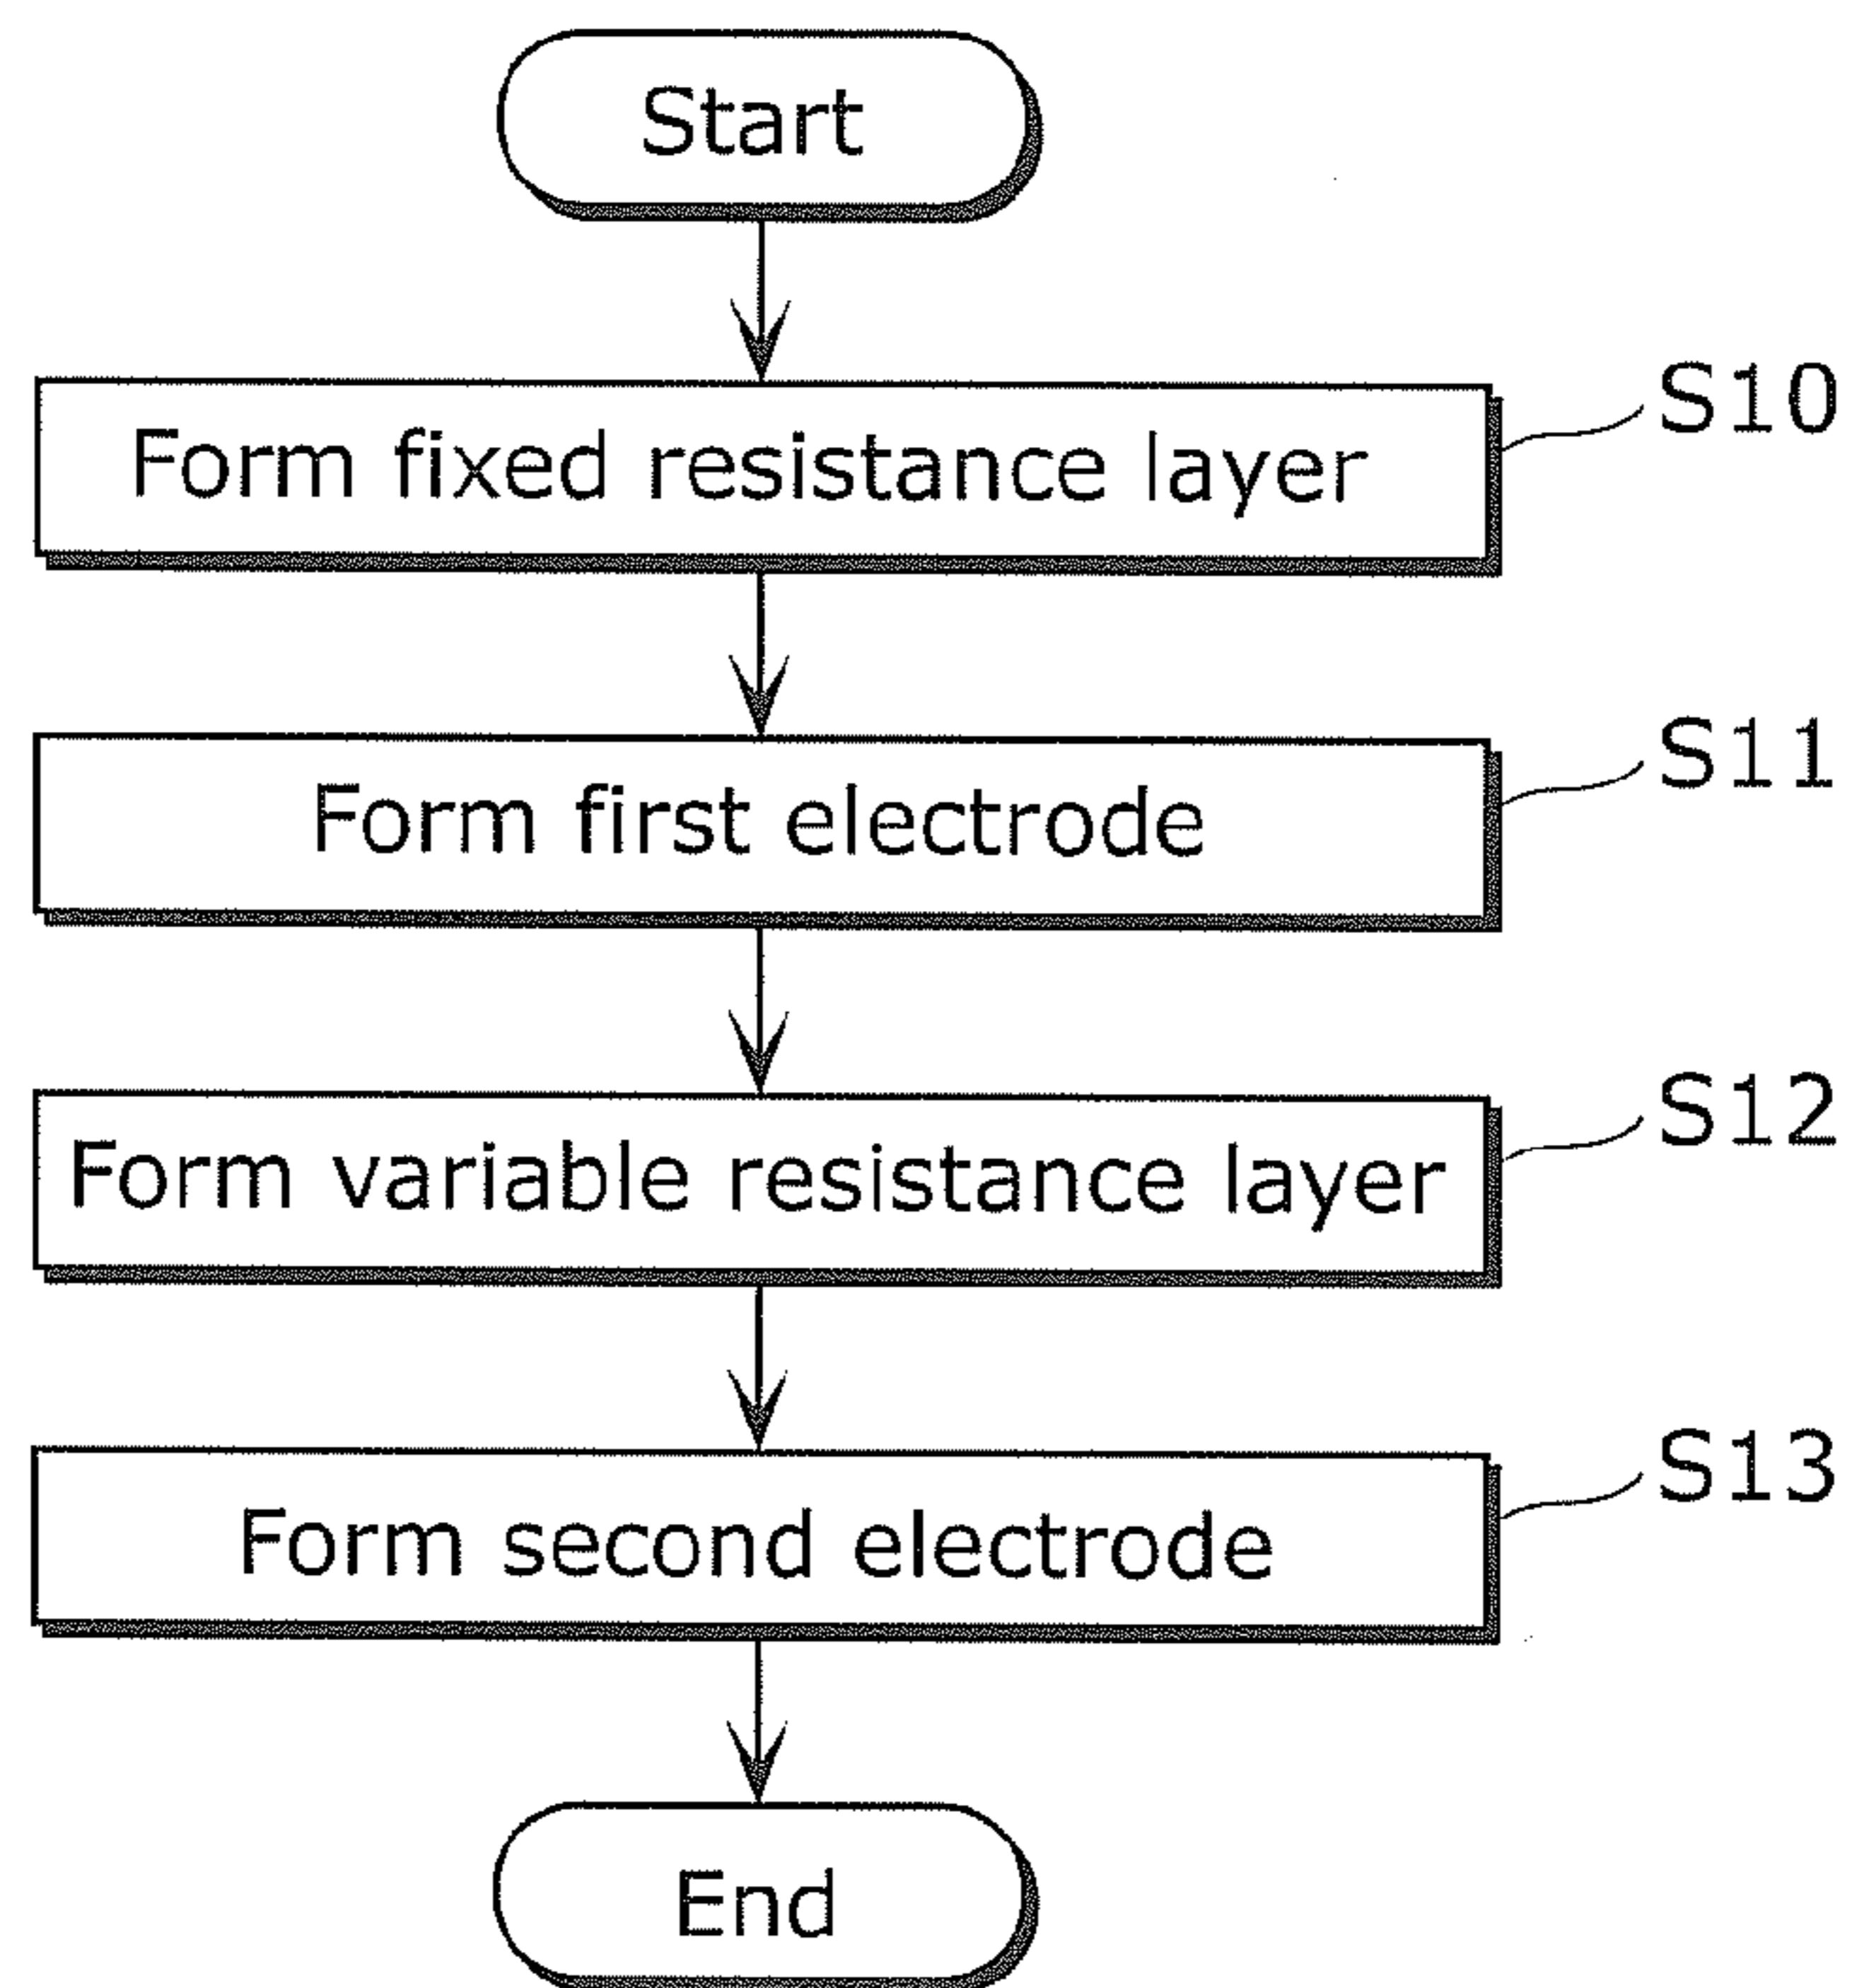 Start
Form fixed resistance layer
S10
Form first electrode
S11
Form variable resistance layer
S12
Form second electrode
S13
End